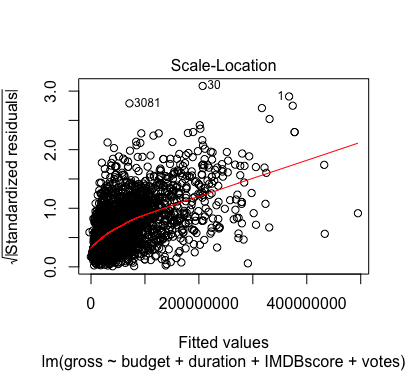 Scale-Location
√|Standardized residuals|
0.0 1.0 2.0 3.0
3081
30
1
0 200000000 400000000
Fitted values
lm(gross ~ budget + duration + IMDBscore + votes)